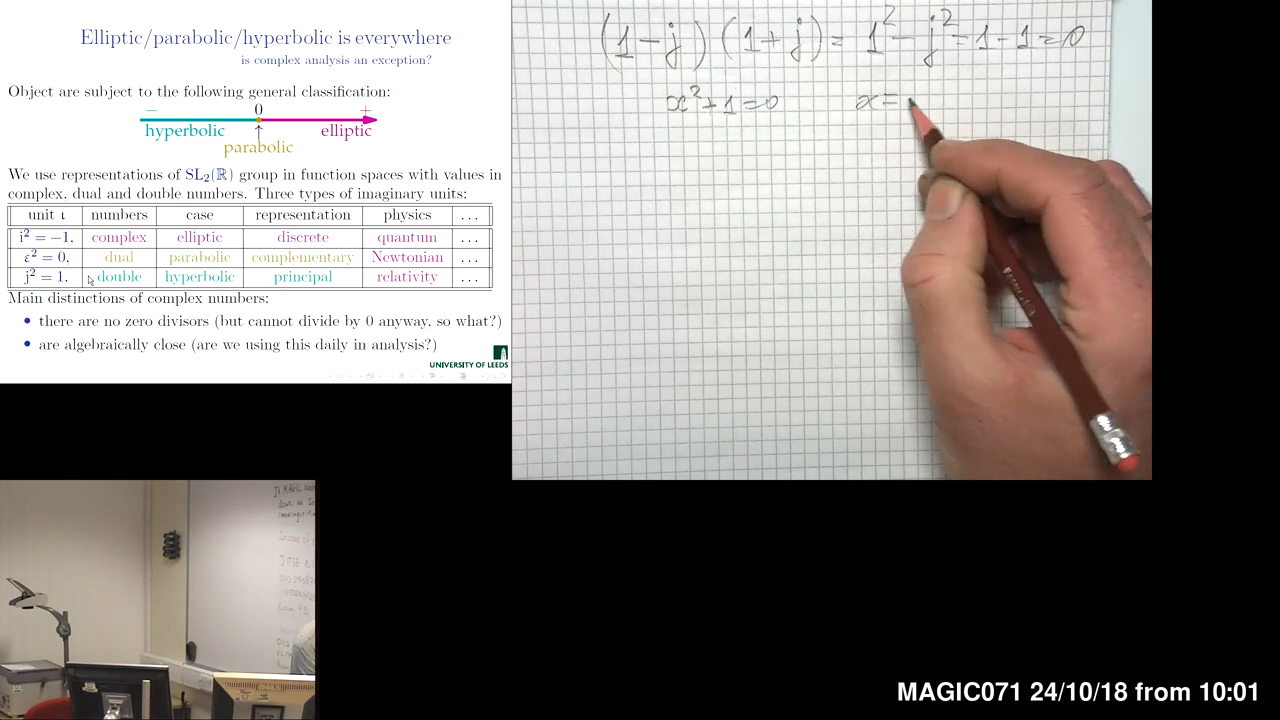 Elliptic/parabolic/hyperbolic is everywhere
is complex analysis an exception?
Object are subject to the following general classification:
− 0 +
hyperbolic elliptic
↑
parabolic
We use representations of SL₂(ℝ) group in function spaces with values in
complex, dual and double numbers. Three types of imaginary units:
unit ι numbers case representation physics ...
i² = −1, complex elliptic discrete quantum ...
ε² = 0, dual parabolic complementary Newtonian ...
j² = 1, double hyperbolic principal relativity ...
Main distinctions of complex numbers:
• there are no zero divisors (but cannot divide by 0 anyway, so what?)
• are algebraically close (are we using this daily in analysis?)
UNIVERSITY OF LEEDS
(1−j)(1+j) = 1² − j² = 1−1 = 0
x²+1=0 x=
MAGIC071 24/10/18 from 10:01